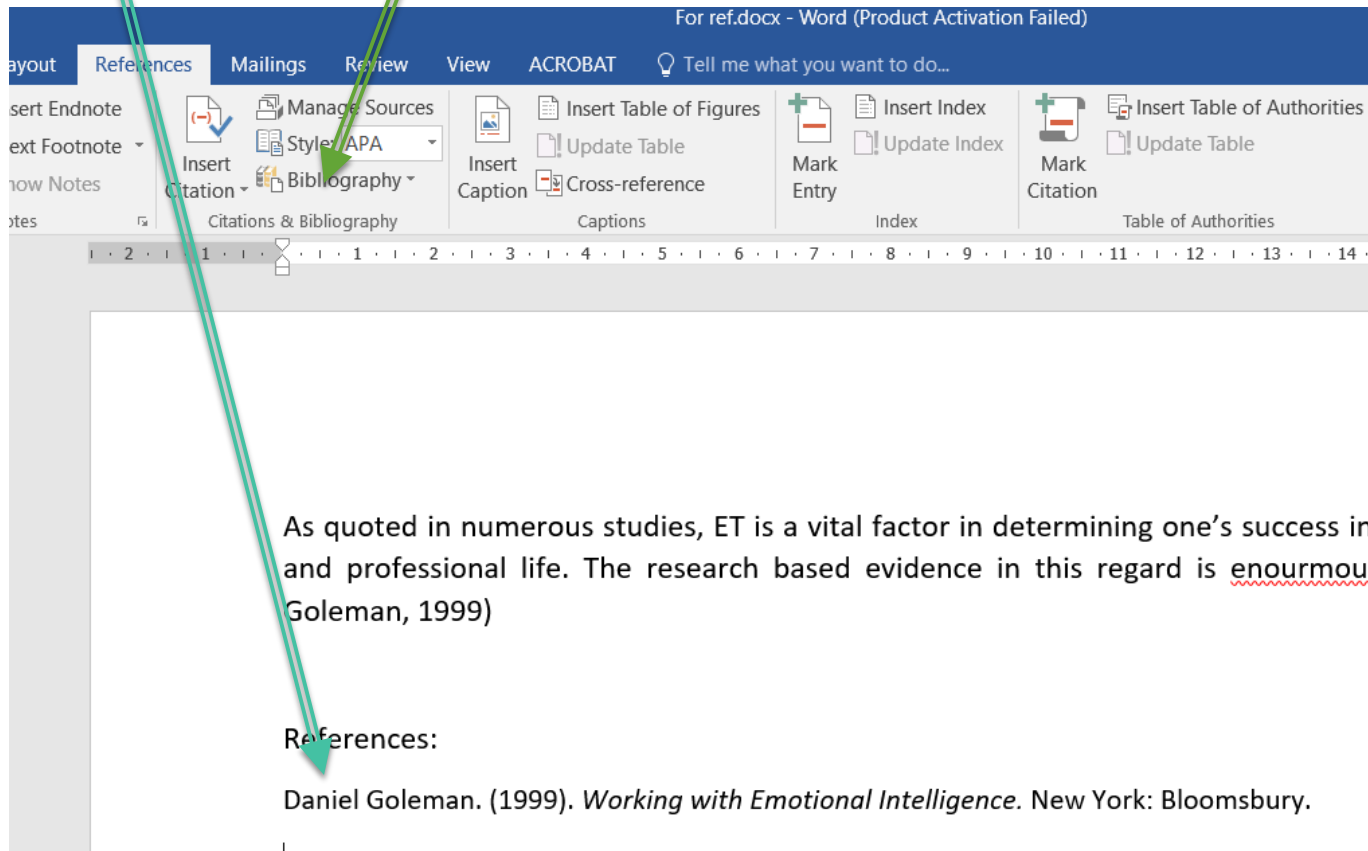 For ref.docx - Word (Product Activation Failed)
ayout References Mailings Review View ACROBAT Tell me what you want to do...
sert Endnote
ext Footnote
how Notes
otes
Insert
Citation
Manage Sources
Style: APA
Bibliography
Citations & Bibliography
Insert
Caption
Insert Table of Figures
Update Table
Cross-reference
Captions
Mark
Entry
Insert Index
Update Index
Index
Mark
Citation
Insert Table of Authorities
Update Table
Table of Authorities
2 1 1 2 3 4 5 6 7 8 9 10 11 12 13 14
As quoted in numerous studies, ET is a vital factor in determining one’s success in
and professional life. The research based evidence in this regard is enourmou
Goleman, 1999)
References:
Daniel Goleman. (1999). Working with Emotional Intelligence. New York: Bloomsbury.